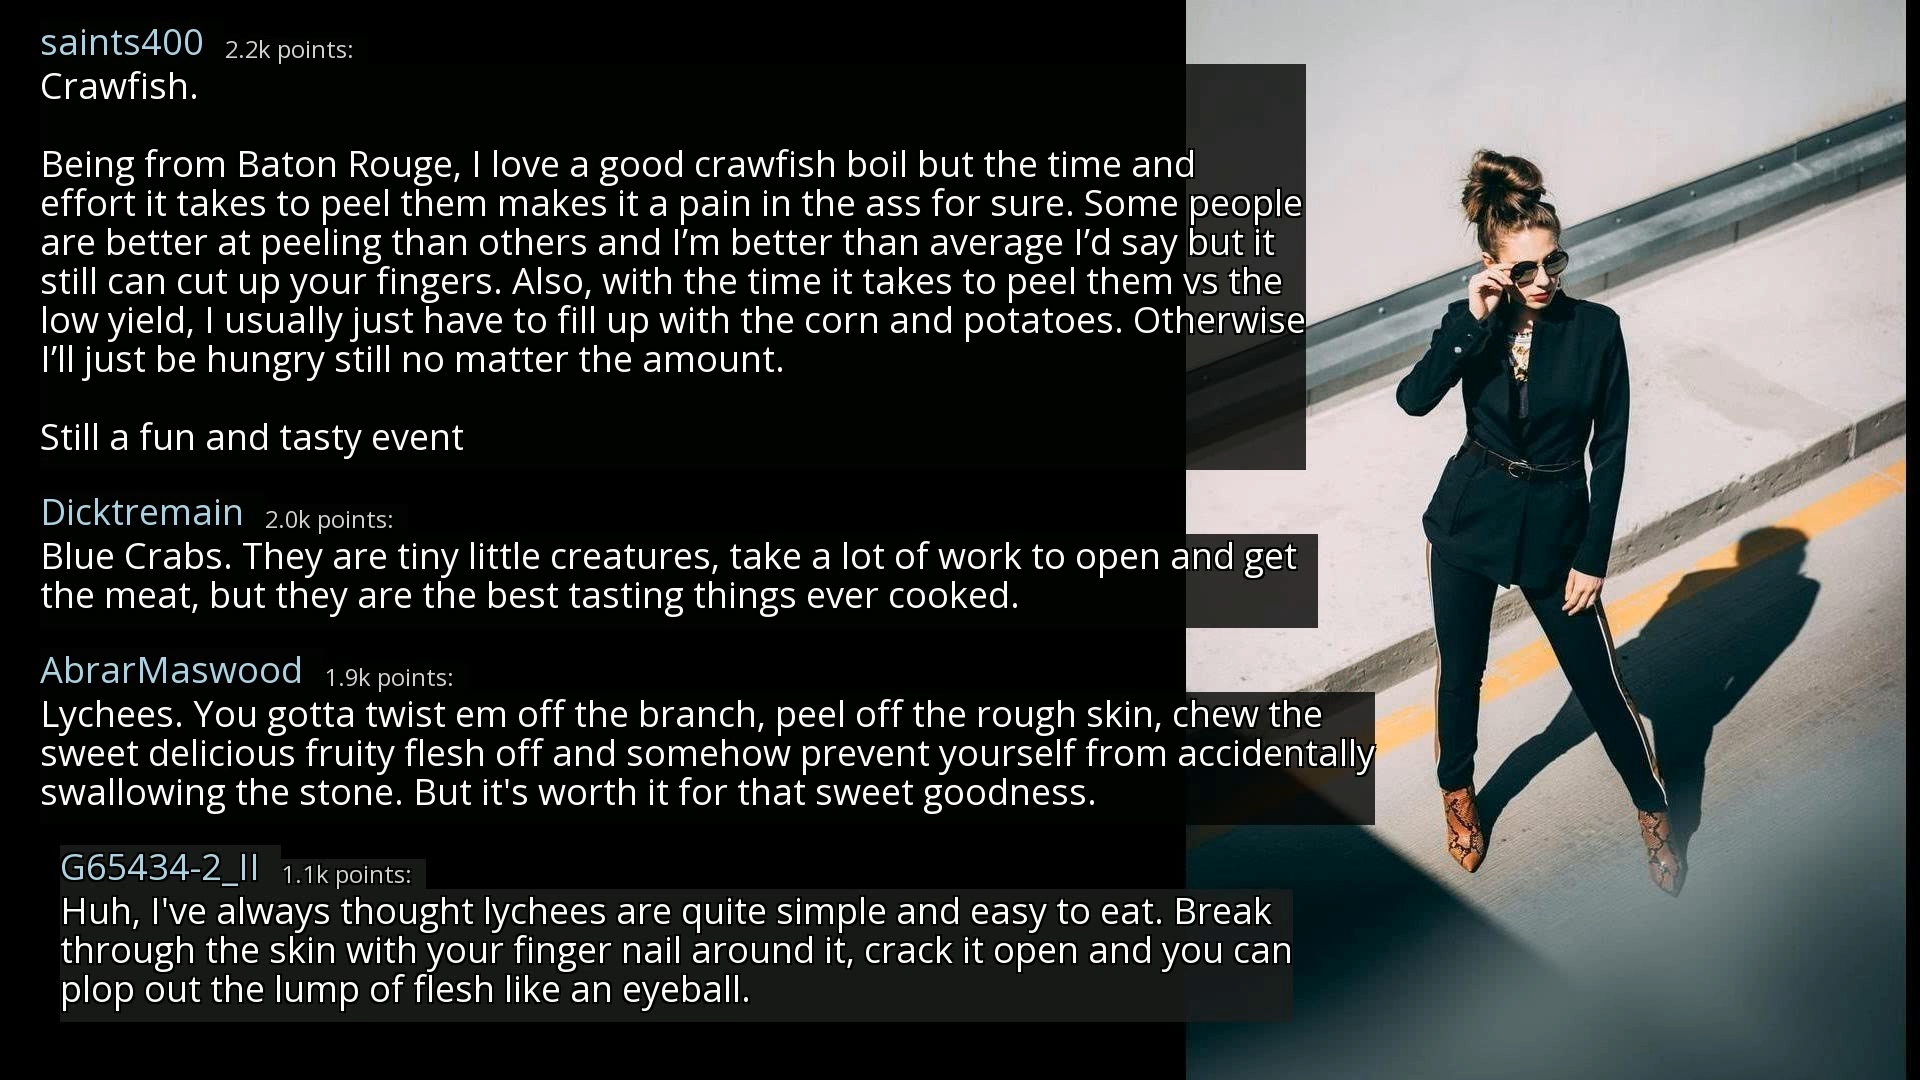 saints400 2.2k points:
Crawfish.
Being from Baton Rouge, I love a good crawfish boil but the time and
effort it takes to peel them makes it a pain in the ass for sure. Some people
are better at peeling than others and I’m better than average I’d say but it
still can cut up your fingers. Also, with the time it takes to peel them vs the
low yield, I usually just have to fill up with the corn and potatoes. Otherwise
I’ll just be hungry still no matter the amount.
Still a fun and tasty event
Dicktremain 2.0k points:
Blue Crabs. They are tiny little creatures, take a lot of work to open and get
the meat, but they are the best tasting things ever cooked.
AbrarMaswood 1.9k points:
Lychees. You gotta twist em off the branch, peel off the rough skin, chew the
sweet delicious fruity flesh off and somehow prevent yourself from accidentally
swallowing the stone. But it's worth it for that sweet goodness.
G65434-2_II 1.1k points:
Huh, I've always thought lychees are quite simple and easy to eat. Break
through the skin with your finger nail around it, crack it open and you can
plop out the lump of flesh like an eyeball.